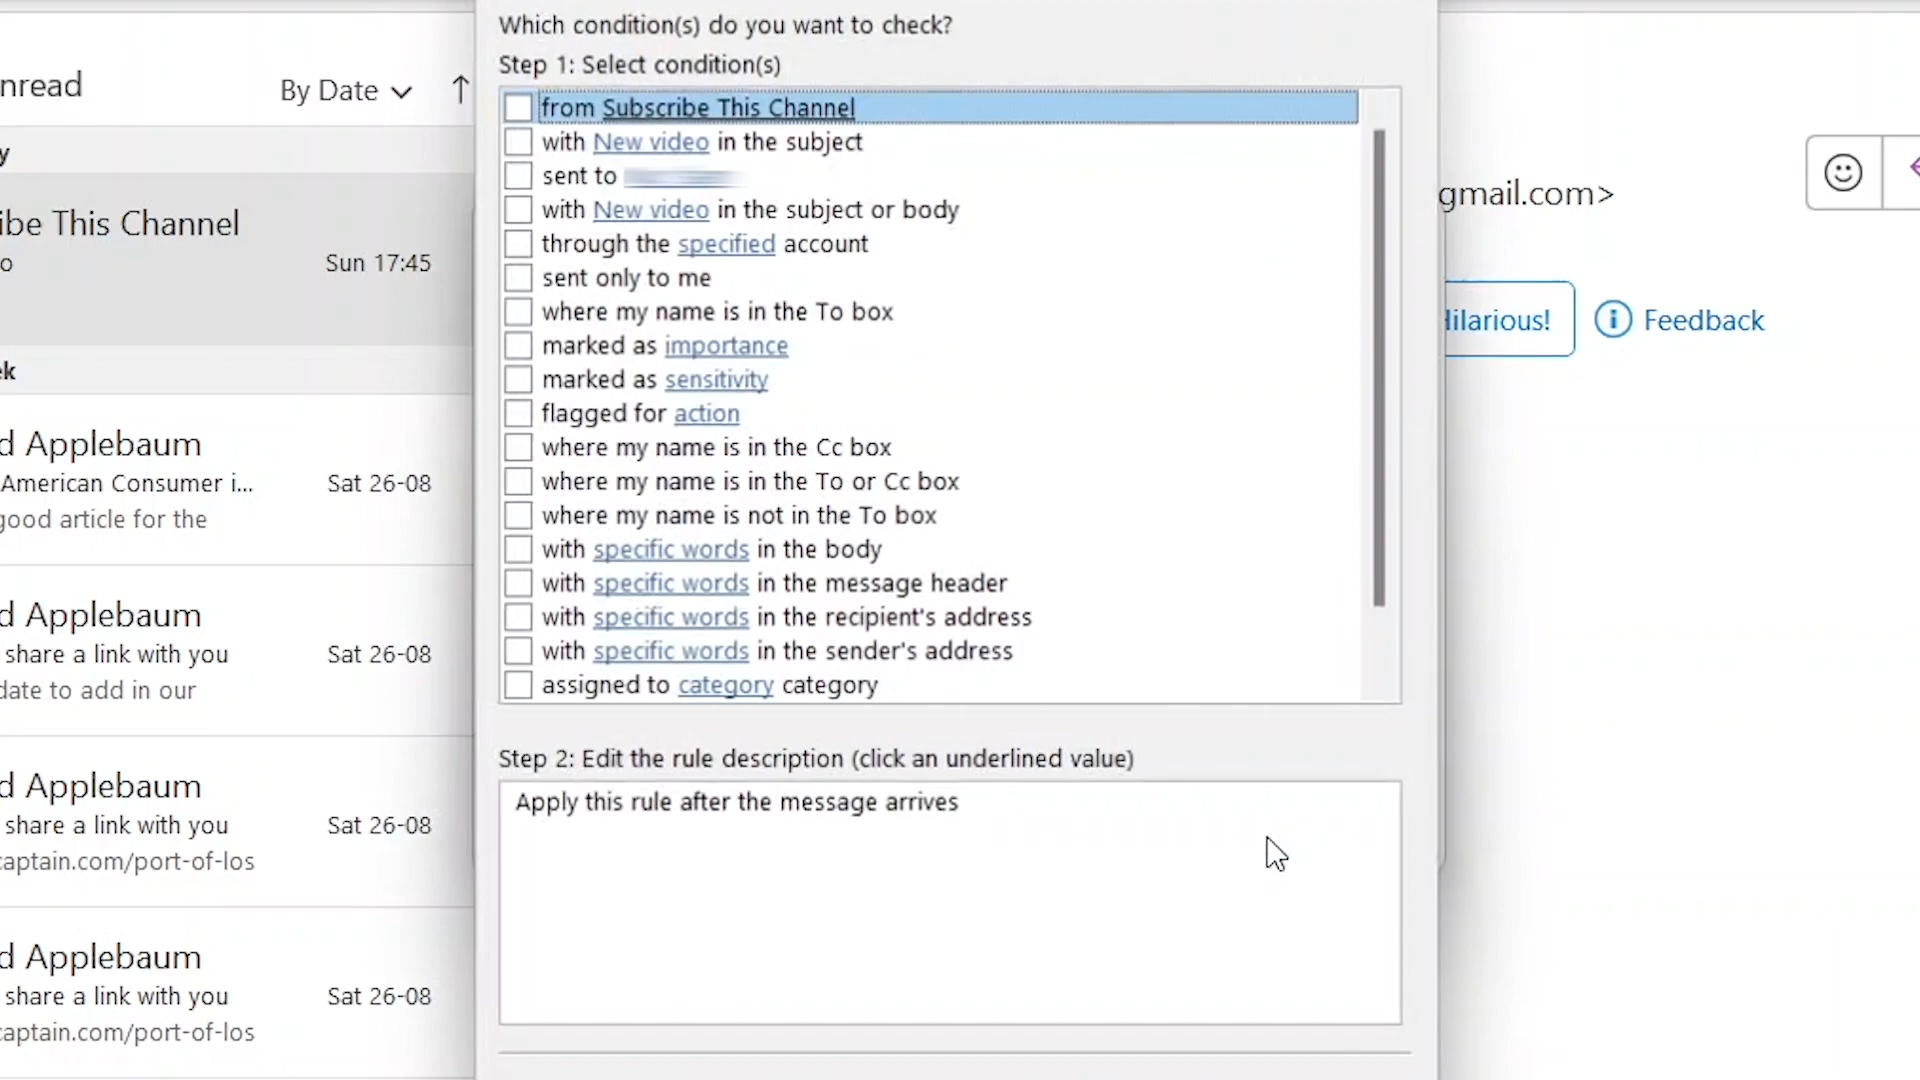 Which condition(s) do you want to check?
Step 1: Select condition(s)
from Subscribe This Channel
with New video in the subject
sent to
with New video in the subject or body
through the specified account
sent only to me
where my name is in the To box
marked as importance
marked as sensitivity
flagged for action
where my name is in the Cc box
where my name is in the To or Cc box
where my name is not in the To box
with specific words in the body
with specific words in the message header
with specific words in the recipient's address
with specific words in the sender's address
assigned to category category
Step 2: Edit the rule description (click an underlined value)
Apply this rule after the message arrives
nread
By Date
y
ibe This Channel
o
Sun 17:45
ek
d Applebaum
American Consumer i...
Sat 26-08
good article for the
d Applebaum
share a link with you
Sat 26-08
date to add in our
d Applebaum
share a link with you
Sat 26-08
captain.com/port-of-los
d Applebaum
share a link with you
Sat 26-08
captain.com/port-of-los
gmail.com>
Hilarious!
Feedback